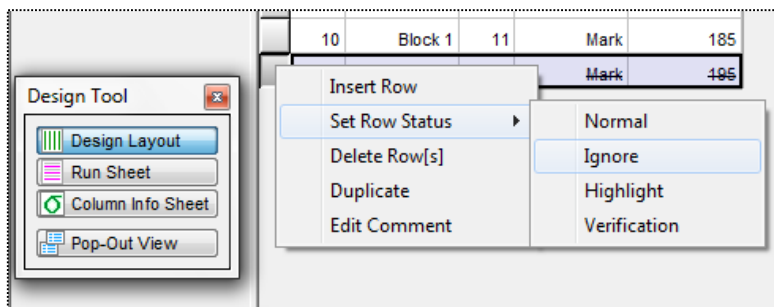 10 Block 1 11 Mark 185
Mark 195
Design Tool
Design Layout
Run Sheet
Column Info Sheet
Pop-Out View
Insert Row
Set Row Status
Delete Row[s]
Duplicate
Edit Comment
Normal
Ignore
Highlight
Verification